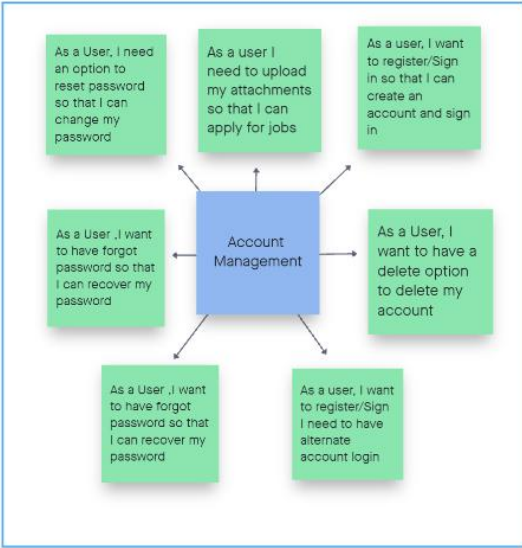 As a User, I need
an option to
reset password
so that I can
change my
password
As a user I
need to upload
my attachments
so that I can
apply for jobs
As a user, I want
to register/Sign
in so that I can
create an
account and sign
in
As a User ,I want
to have forgot
password so that
I can recover my
password
Account
Management
As a User, I
want to have a
delete option
to delete my
account
As a User ,I want
to have forgot
password so that
I can recover my
password
As a user, I want
to register/Sign
I need to have
alternate
account login